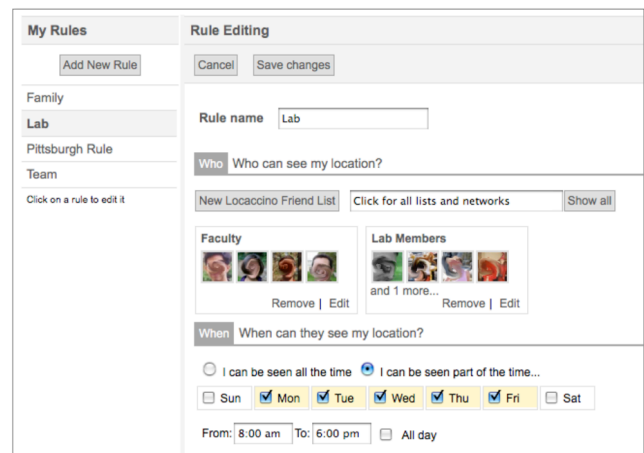 My Rules
Add New Rule
Family
Lab
Pittsburgh Rule
Team
Click on a rule to edit it
Rule Editing
Cancel Save changes
Rule name Lab
Who Who can see my location?
New Locaccino Friend List Click for all lists and networks Show all
Faculty
Remove | Edit
Lab Members
and 1 more...
Remove | Edit
When When can they see my location?
I can be seen all the time I can be seen part of the time...
Sun Mon Tue Wed Thu Fri Sat
From: 8:00 am To: 6:00 pm All day